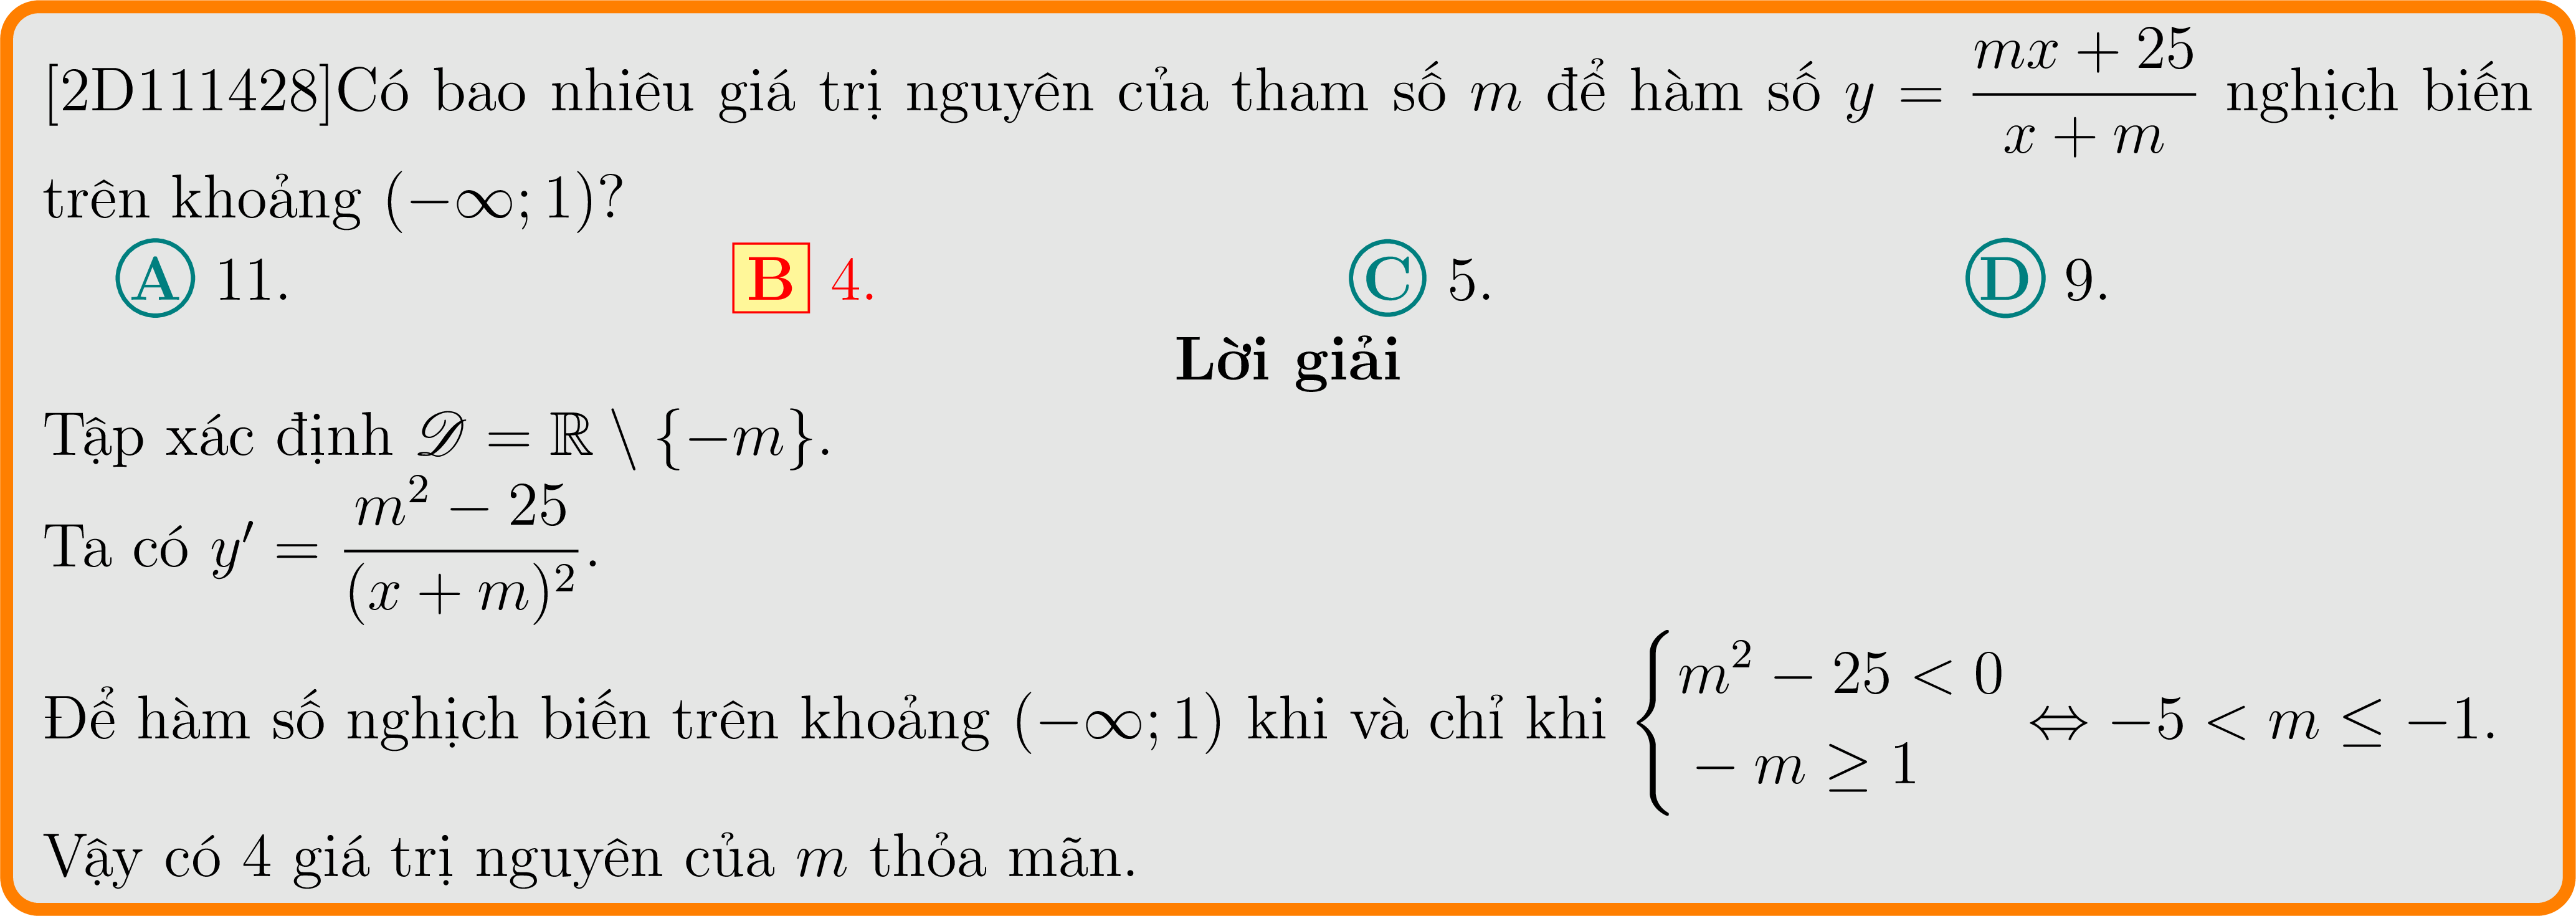 [2D111428]Có bao nhiêu giá trị nguyên của tham số $m$ để hàm số $y = \dfrac{mx + 25}{x + m}$ nghịch biến
trên khoảng $(-\infty; 1)$?
A 11. B 4. C 5. D 9.
Lời giải
Tập xác định $\mathscr{D} = \mathbb{R} \setminus \{-m\}$.
Ta có $y' = \dfrac{m^2 - 25}{(x + m)^2}$.
Để hàm số nghịch biến trên khoảng $(-\infty; 1)$ khi và chỉ khi $\begin{cases} m^2 - 25 < 0 \\ -m \geq 1 \end{cases} \Leftrightarrow -5 < m \leq -1$.
Vậy có 4 giá trị nguyên của $m$ thỏa mãn.